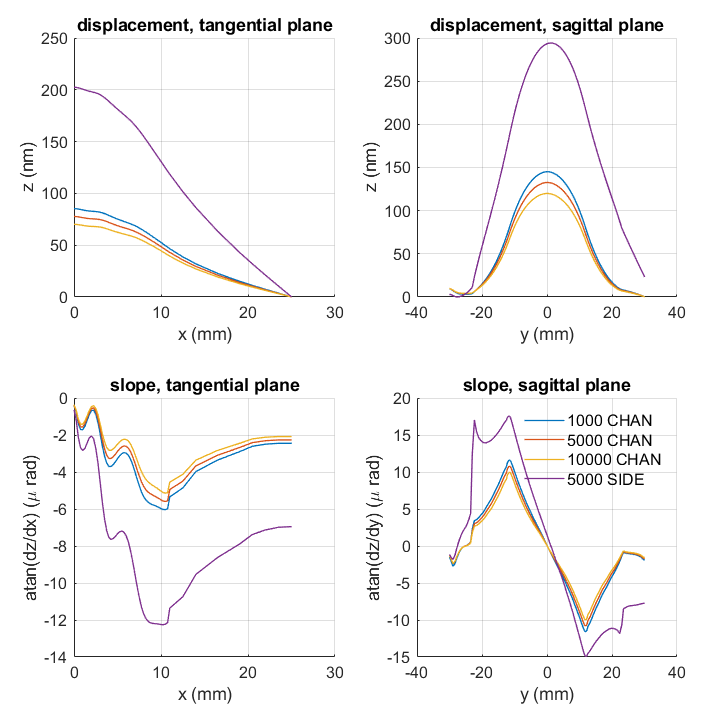 displacement, tangential plane
250
200
150
100
50
0
z (nm)
0 10 20 30
x (mm)
displacement, sagittal plane
300
250
200
150
100
50
0
z (nm)
-40 -20 0 20 40
y (mm)
slope, tangential plane
0
-2
-4
-6
-8
-10
-12
-14
atan(dz/dx) (μ rad)
0 10 20 30
x (mm)
slope, sagittal plane
20
15
10
5
0
-5
-10
-15
atan(dz/dy) (μ rad)
1000 CHAN
5000 CHAN
10000 CHAN
5000 SIDE
-40 -20 0 20 40
y (mm)